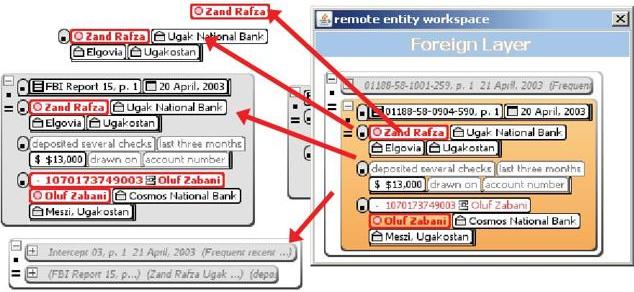 Zand Rafza
Zand Rafza Ugak National Bank
Elgovia Ugakostan
FBI Report 15, p. 1 20 April, 2003
Zand Rafza Ugak National Bank
Elgovia Ugakostan
deposited several checks last three months
$ $13,000 drawn on account number
- 1070173749003 Oluf Zabani
Oluf Zabani Cosmos National Bank
Meszi, Ugakostan
Intercept 03, p. 1 21 April, 2003 (Frequent recent ...)
(FBI Report 15, p...) (Zand Rafza Ugak ...) (depo
remote entity workspace
Foreign Layer
01188-58-1001-259, p. 1 21 April, 2003 (Frequent
01188-58-0904-590, p. 1 20 April, 2003
Zand Rafza Ugak National Bank
Elgovia Ugakostan
deposited several checks last three months
$ $13,000 drawn on account number
- 1070173749003 Oluf Zabani
Oluf Zabani Cosmos National Bank
Meszi, Ugakostan